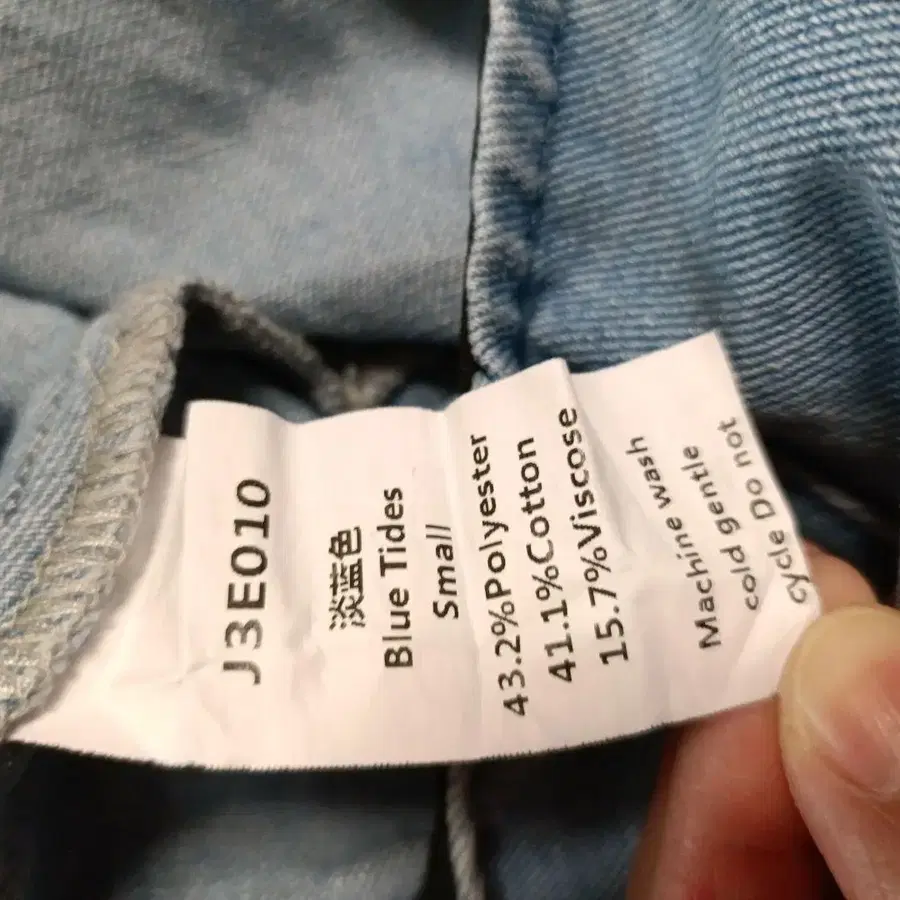 J3E010
淡蓝色
Blue Tides
Small
43.2%Polyester
41.1%Cotton
15.7%Viscose
Machine wash
cold gentle
cycle Do not